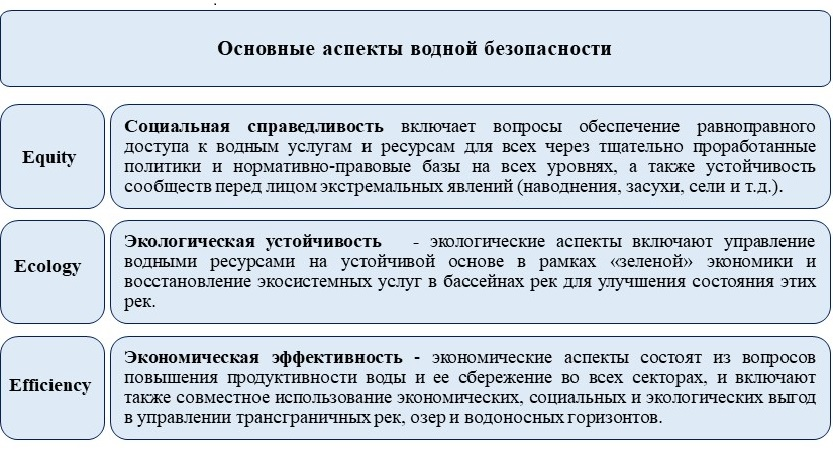 Основные аспекты водной безопасности
Equity
Социальная справедливость включает вопросы обеспечение равноправного
доступа к водным услугам и ресурсам для всех через тщательно проработанные
политики и нормативно-правовые базы на всех уровнях, а также устойчивость
сообществ перед лицом экстремальных явлений (наводнения, засухи, сели и т.д.).
Ecology
Экологическая устойчивость - экологические аспекты включают управление
водными ресурсами на устойчивой основе в рамках «зеленой» экономики и
восстановление экосистемных услуг в бассейнах рек для улучшения состояния этих
рек.
Efficiency
Экономическая эффективность - экономические аспекты состоят из вопросов
повышения продуктивности воды и ее сбережение во всех секторах, и включают
также совместное использование экономических, социальных и экологических выгод
в управлении трансграничных рек, озер и водоносных горизонтов.